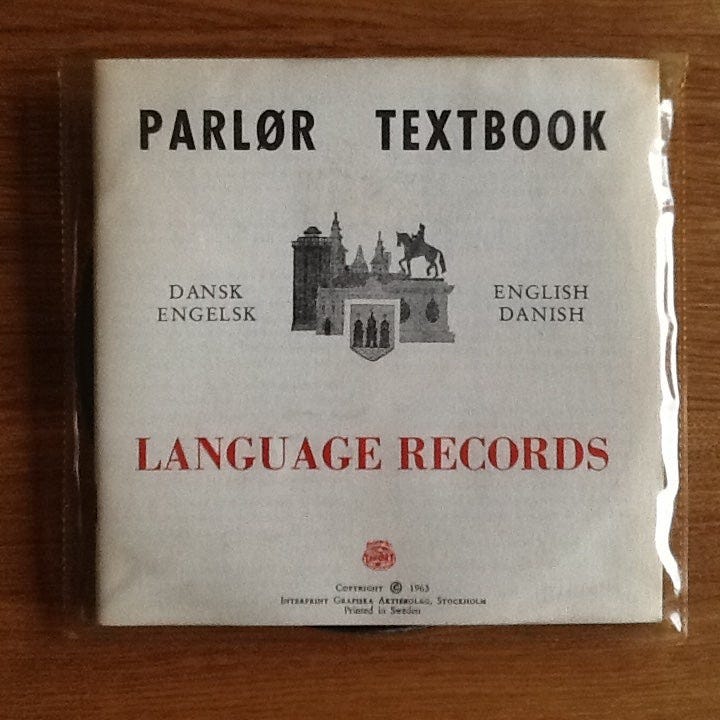 PARLØR TEXTBOOK
DANSK
ENGELSK
ENGLISH
DANISH
LANGUAGE RECORDS
COPYRIGHT © 1963
INTERPRINT GRAFISKA AKTIEBOLAG, STOCKHOLM
Printed in Sweden